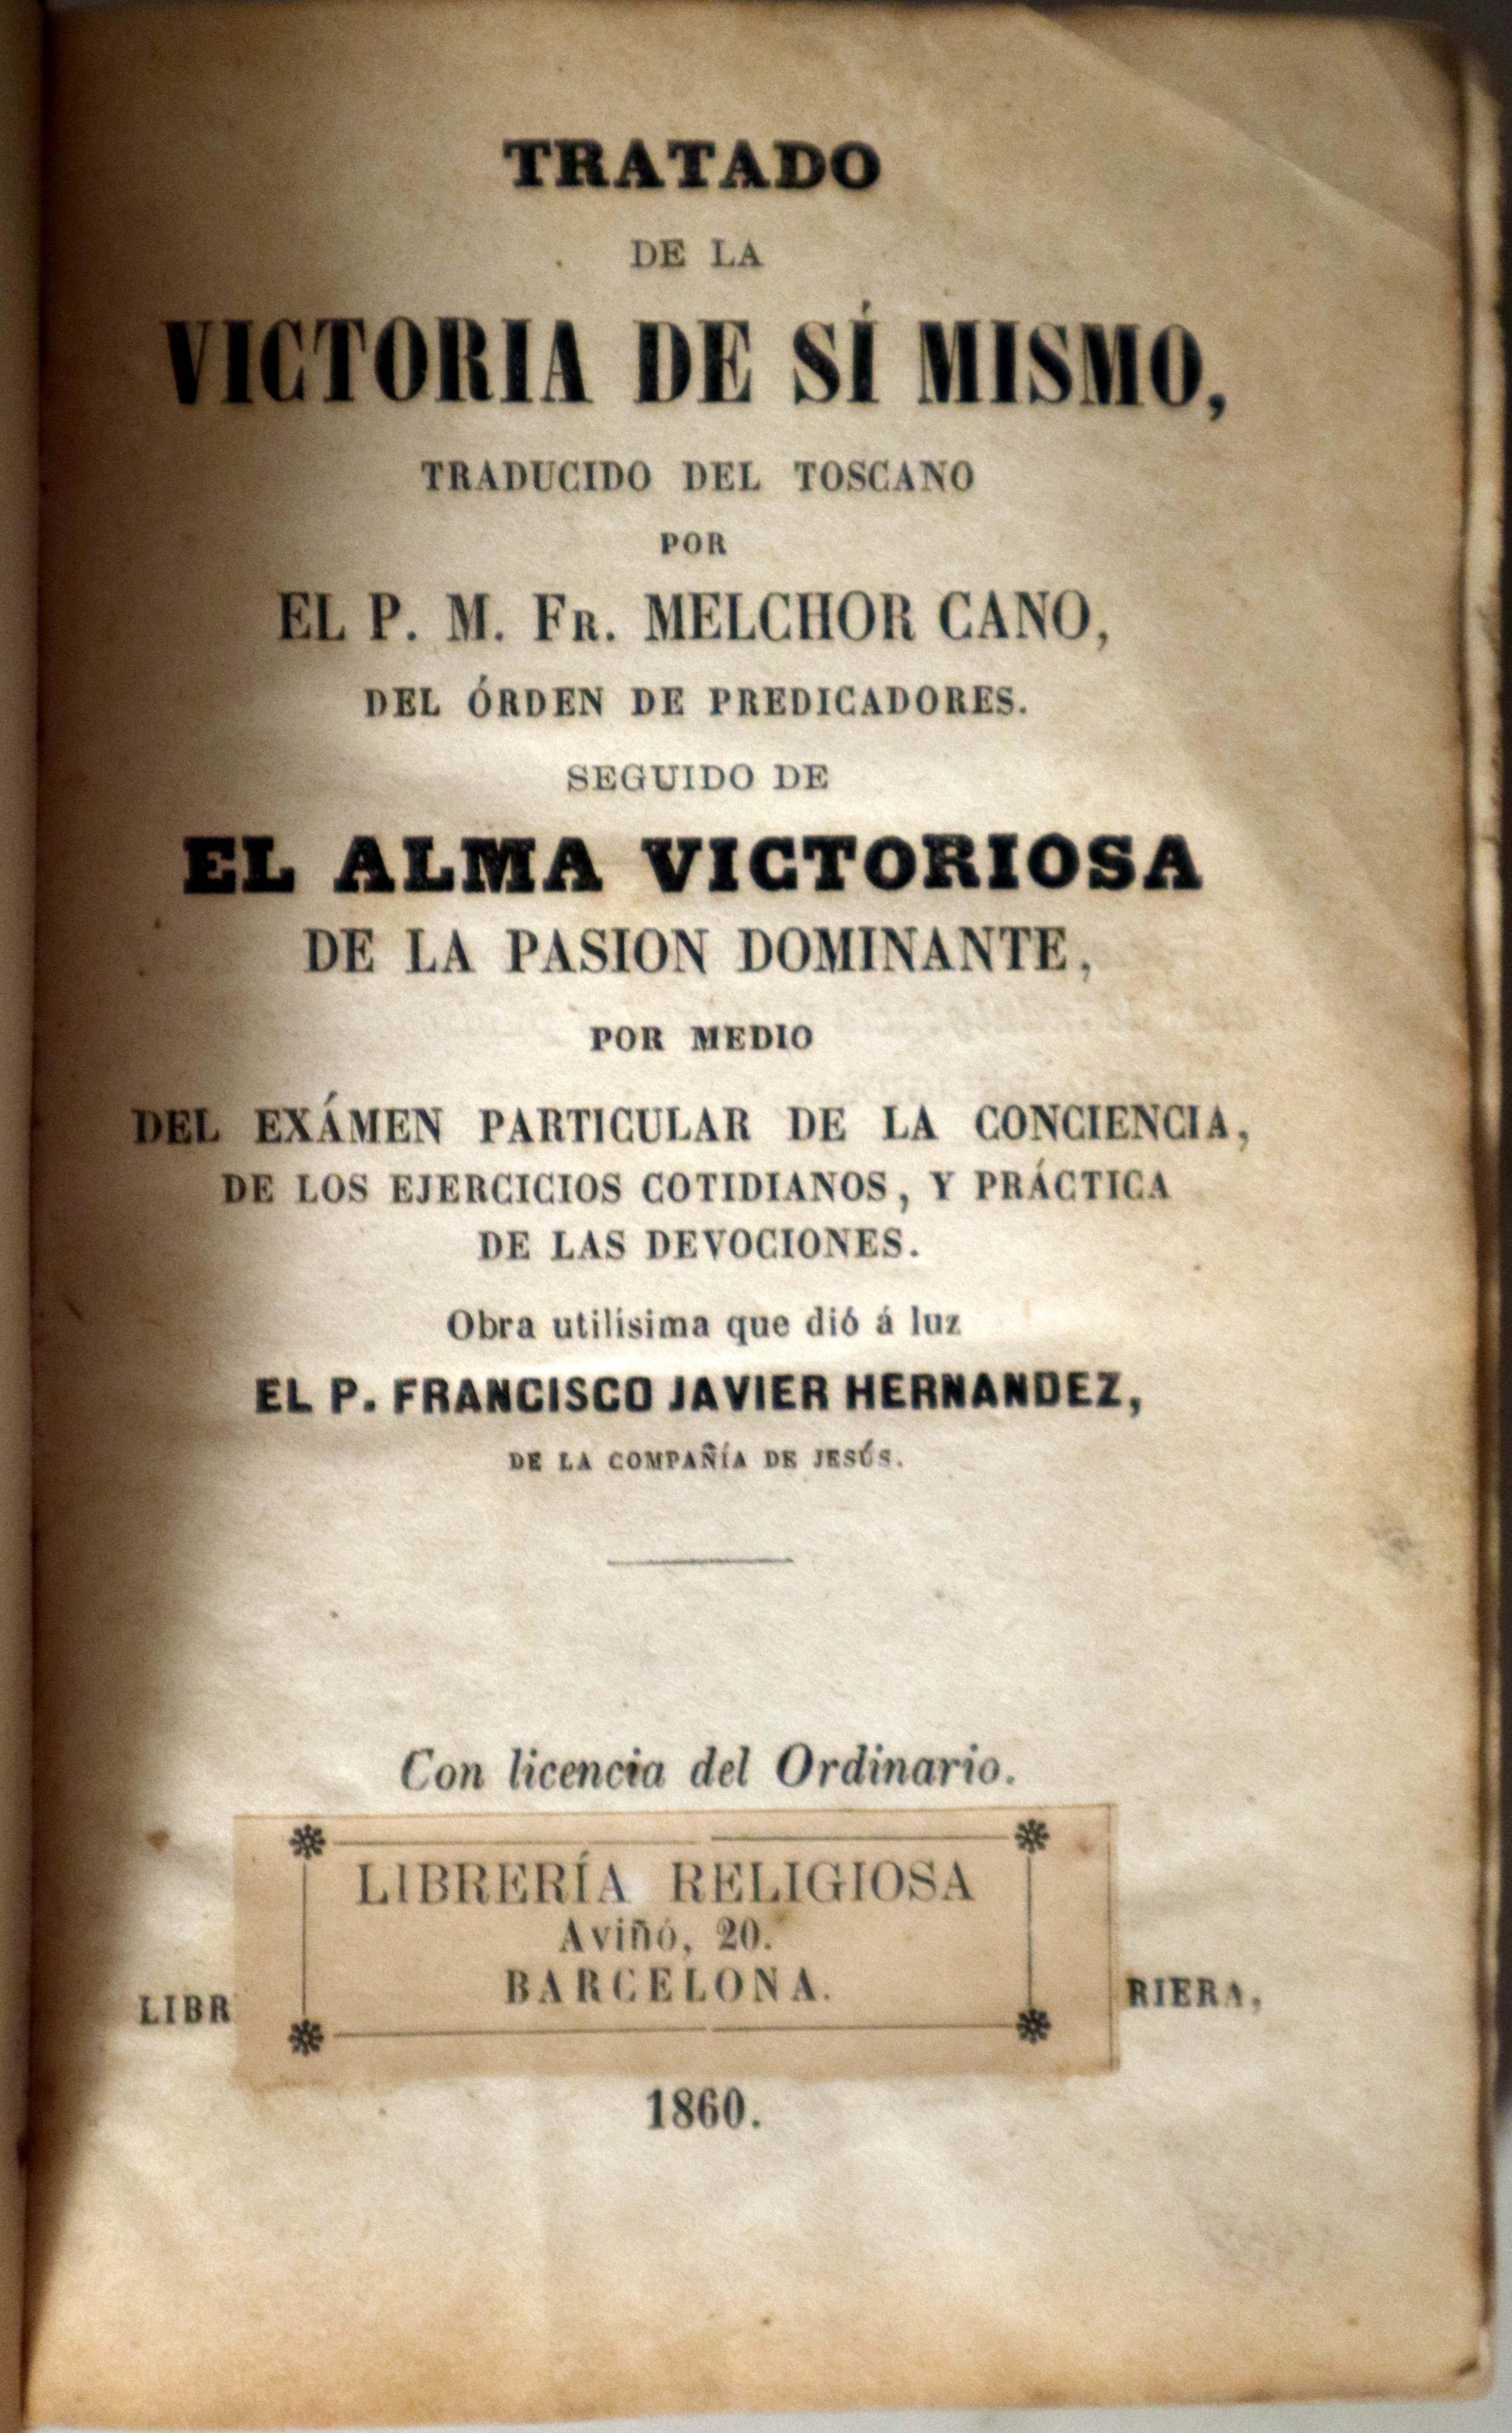 TRATADO
DE LA
VICTORIA DE SÍ MISMO,
TRADUCIDO DEL TOSCANO
POR
EL P. M. FR. MELCHOR CANO,
DEL ÓRDEN DE PREDICADORES.
SEGUIDO DE
EL ALMA VICTORIOSA
DE LA PASION DOMINANTE,
POR MEDIO
DEL EXÁMEN PARTICULAR DE LA CONCIENCIA,
DE LOS EJERCICIOS COTIDIANOS, Y PRÁCTICA
DE LAS DEVOCIONES.
Obra utilísima que dió á luz
EL P. FRANCISCO JAVIER HERNANDEZ,
DE LA COMPAÑÍA DE JESÚS.
Con licencia del Ordinario.
LIBRERÍA RELIGIOSA
Aviñó, 20.
BARCELONA.
LIBR RIERA,
1860.